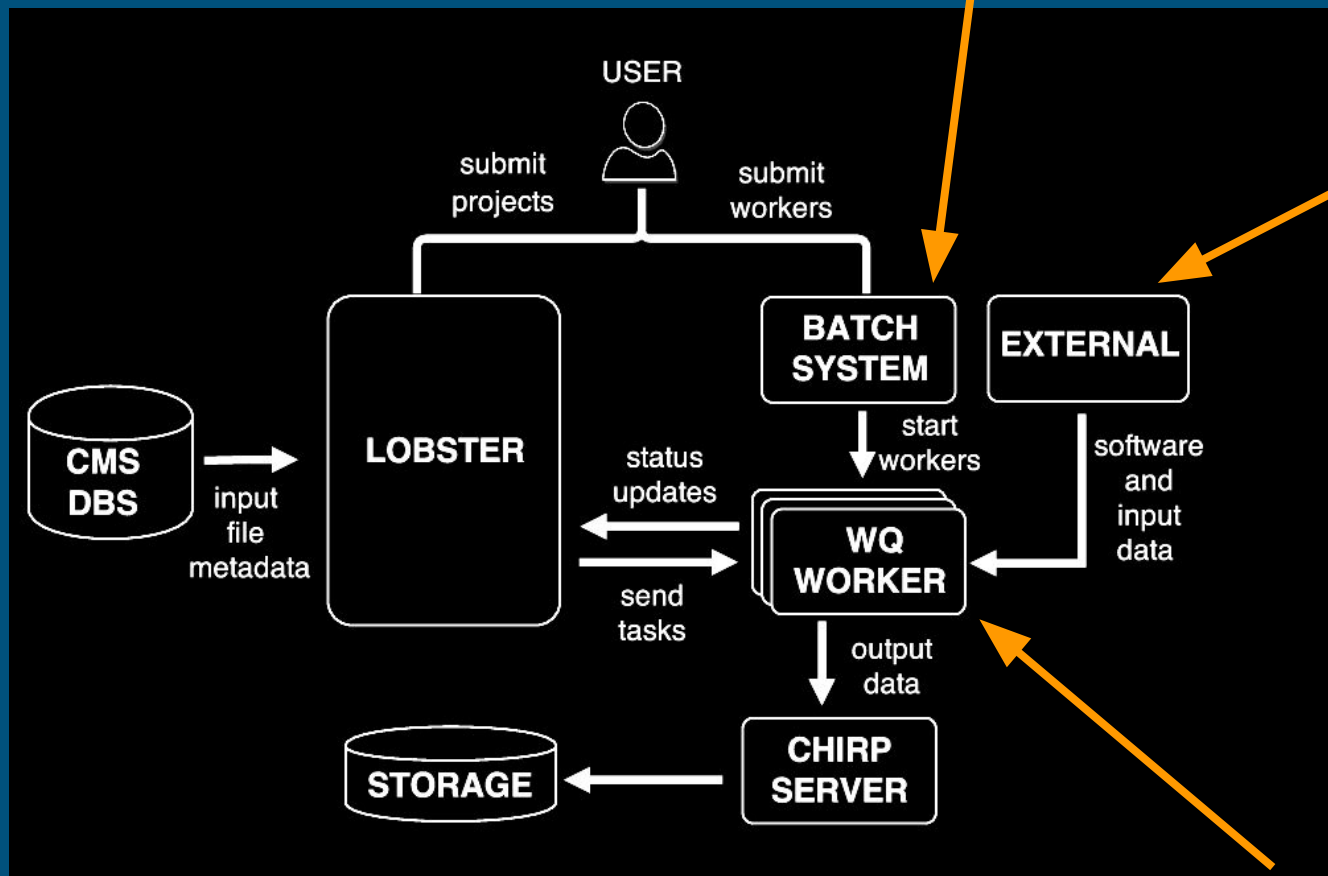 USER
submit
projects
submit
workers
BATCH
SYSTEM
EXTERNAL
LOBSTER
CMS
DBS
input
file
metadata
status
updates
start
workers
software
and
input
data
WQ
WORKER
send
tasks
output
data
CHIRP
SERVER
STORAGE